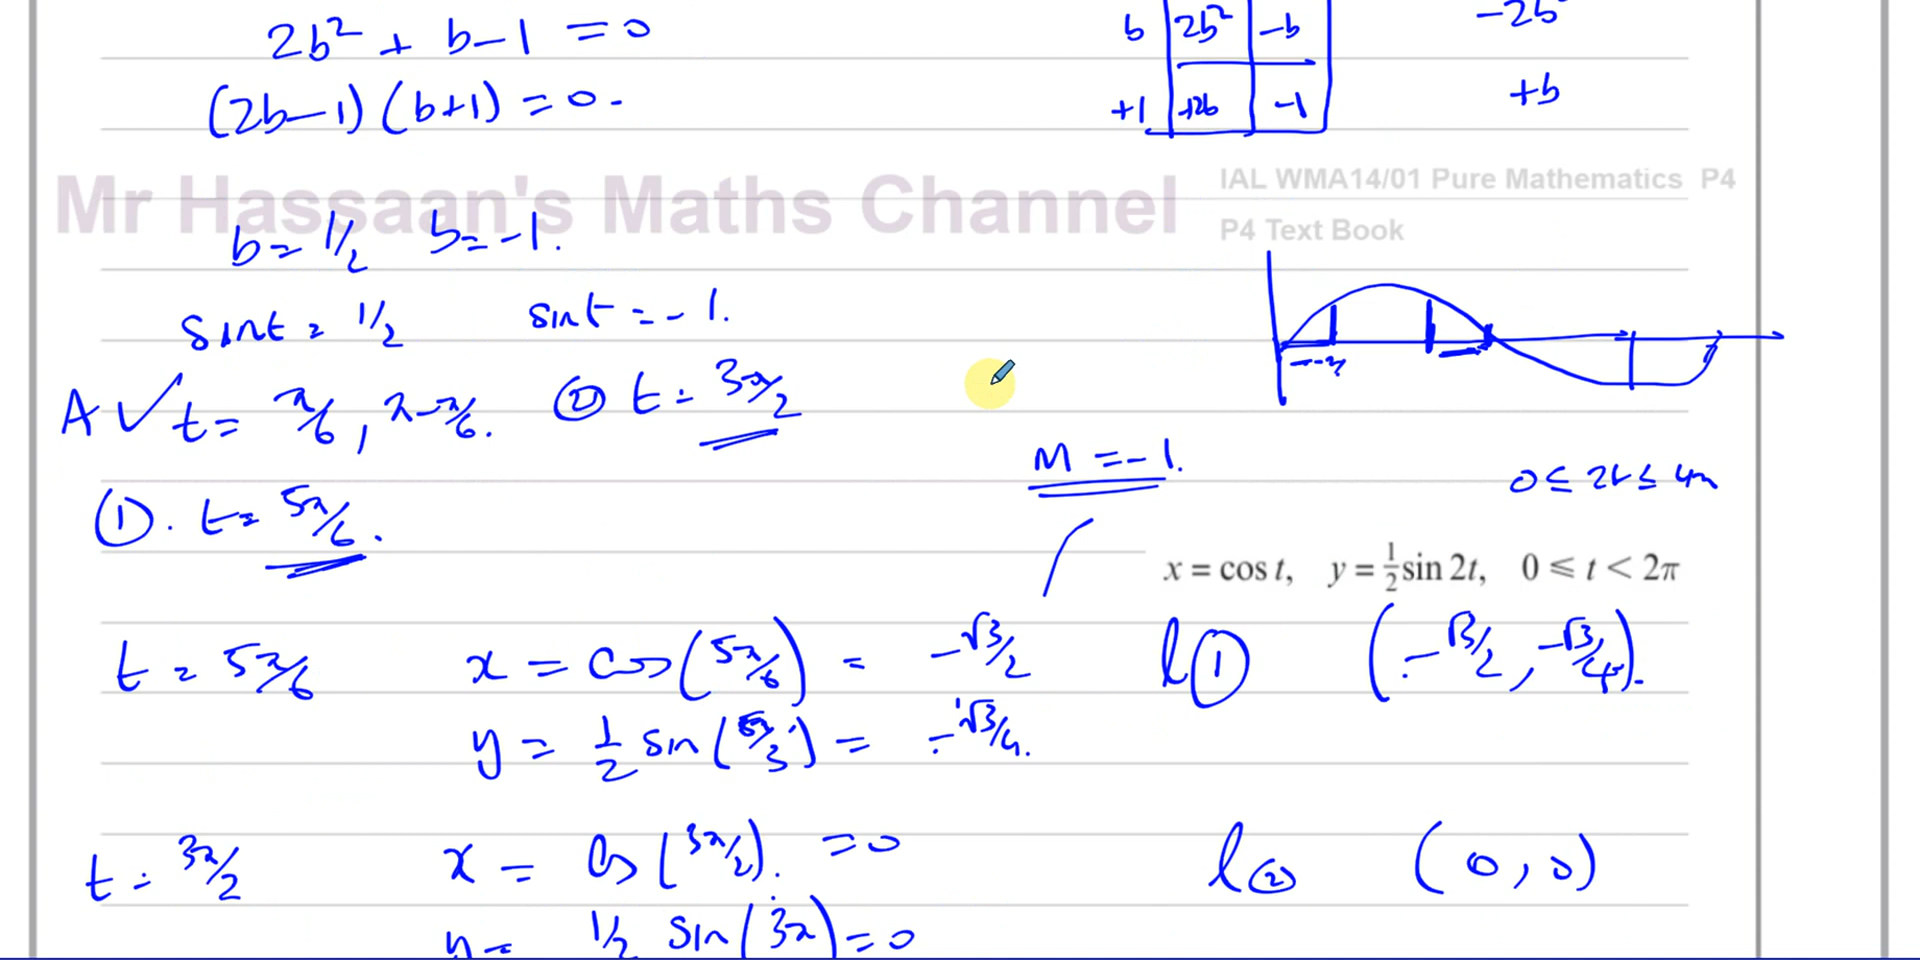 2b² + b - 1 = 0
(2b-1)(b+1) = 0.
b 2b² -b
+1 +2b -1
-2b
+b
Mr Hassaan's Maths Channel
IAL WMA14/01 Pure Mathematics P4
P4 Text Book
b = 1/2 b = -1.
sint = 1/2 sint = -1.
A ✓ t = π/6, π-π/6. ② t = 3π/2
M = -1.
0 ≤ 2t ≤ 4π
①. t = 5π/6.
x = cos t, y = ½ sin 2t, 0 ⩽ t < 2π
t = 5π/6 x = cos(5π/6) = -√3/2 l① (-√3/2, -√3/4).
y = 1/2 sin(5π/3) = -√3/4.
t = 3π/2 x = cos(3π/2). = 0 l② (0,0)
y = 1/2 sin(3π) = 0